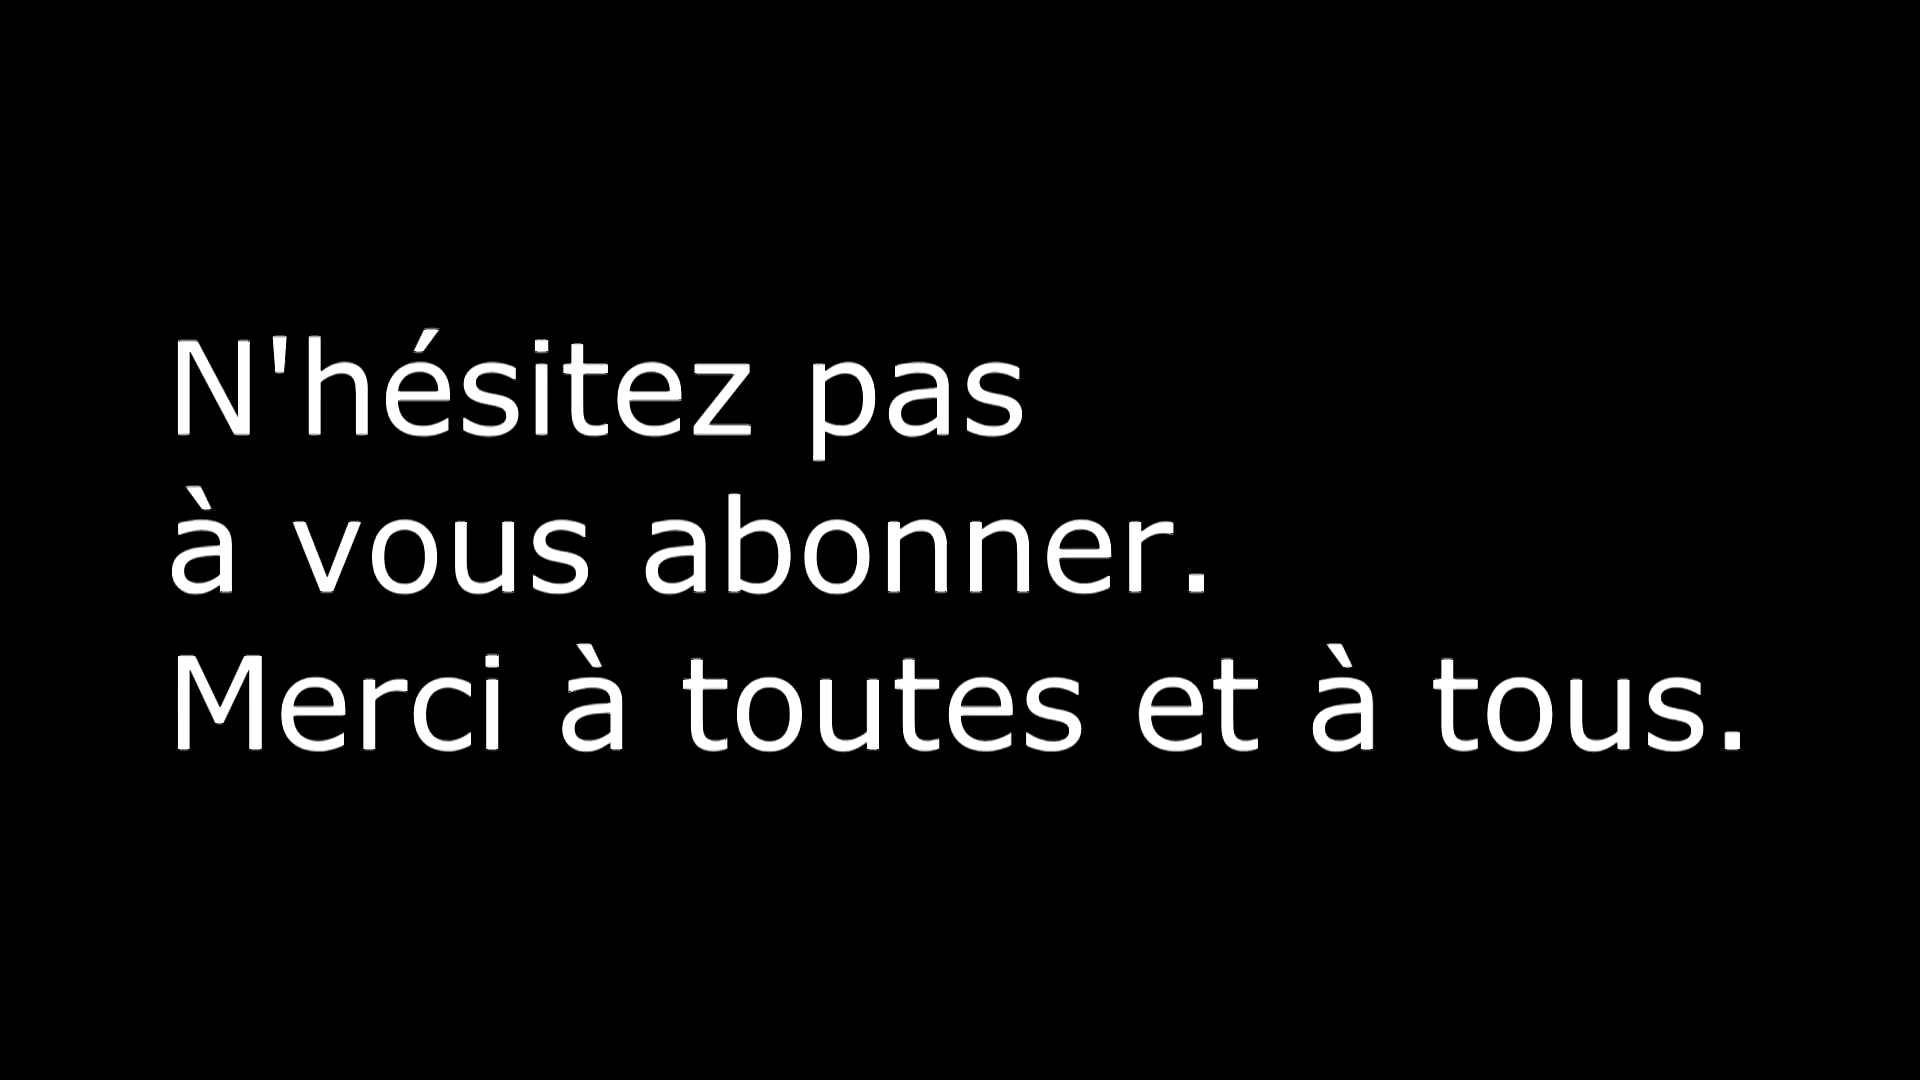 N'hésitez pas
à vous abonner.
Merci à toutes et à tous.